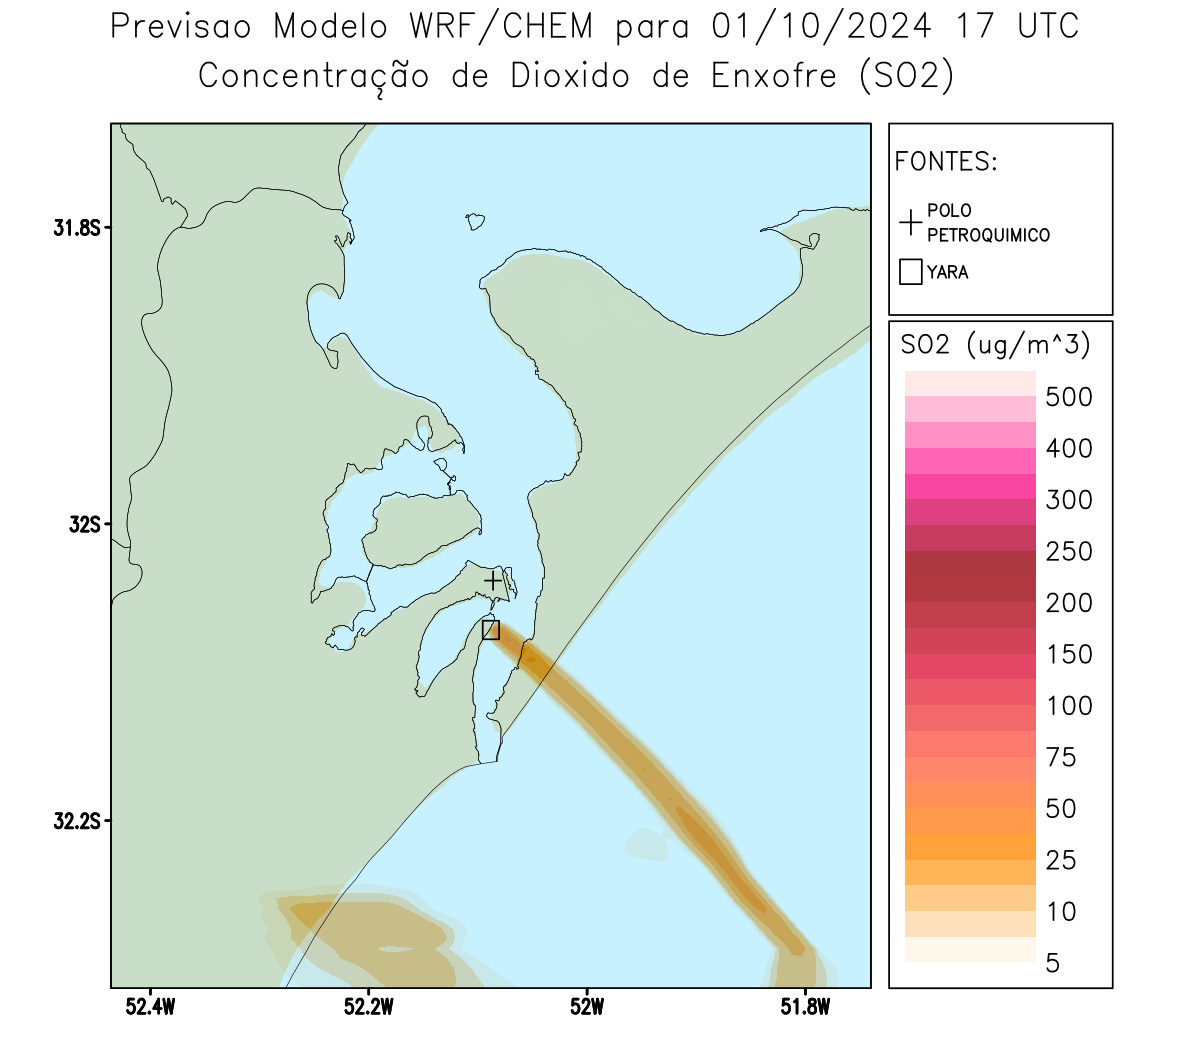 Previsao Modelo WRF/CHEM para 01/10/2024 17 UTC
Concentração de Dioxido de Enxofre (SO2)
FONTES:
POLO
PETROQUIMICO
YARA
SO2 (ug/m^3)
500
400
300
250
200
150
100
75
50
25
10
5
31.8S
32S
32.2S
52.4W
52.2W
52W
51.8W